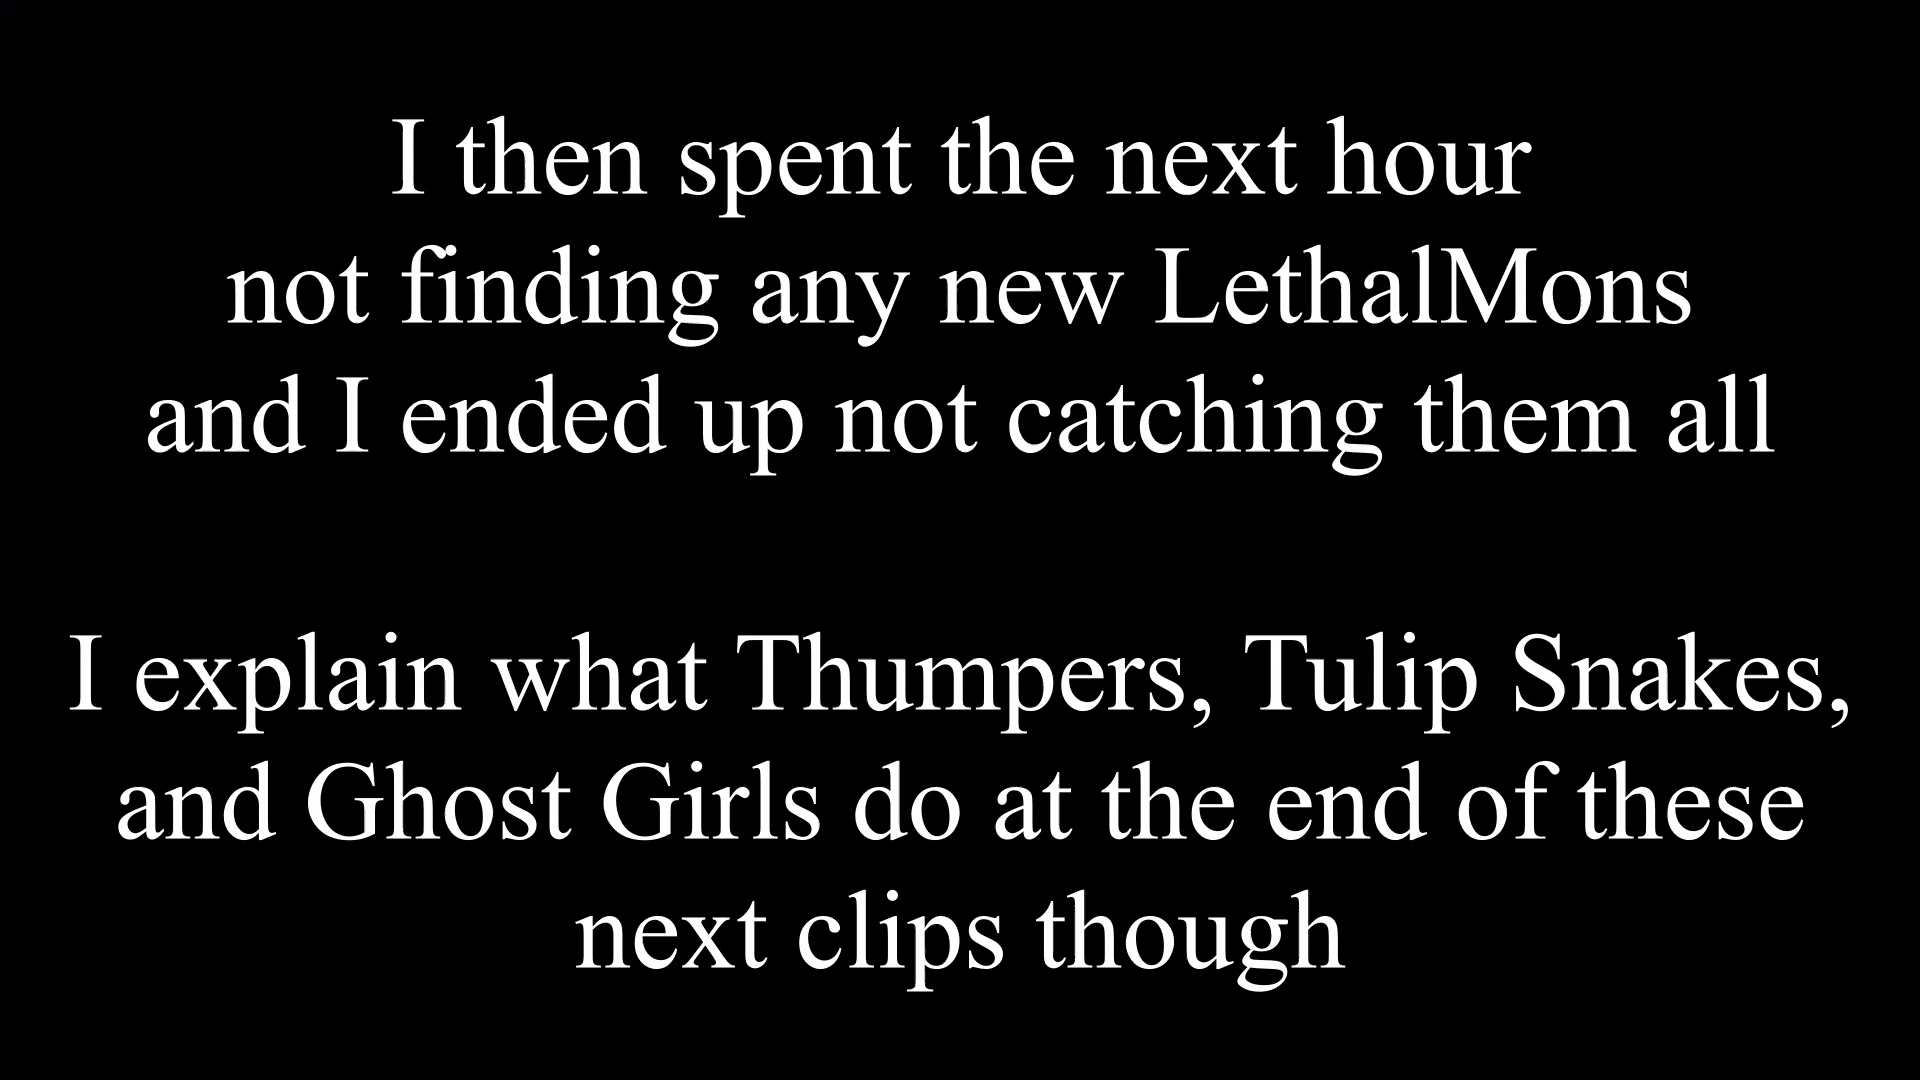 I then spent the next hour
not finding any new LethalMons
and I ended up not catching them all
I explain what Thumpers, Tulip Snakes,
and Ghost Girls do at the end of these
next clips though